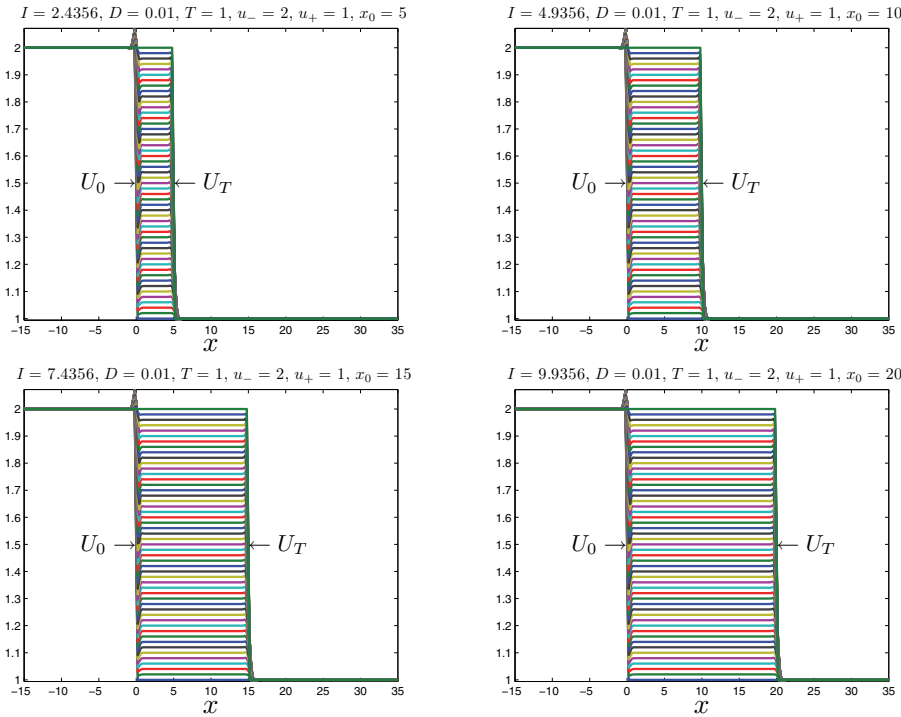 I = 2.4356, D = 0.01, T = 1, u₋ = 2, u₊ = 1, x₀ = 5
2
1.9
1.8
1.7
1.6
1.5
1.4
1.3
1.2
1.1
1
U₀ → ← U_T
−15 −10 −5 0 5 10 15 20 25 30 35
x
I = 4.9356, D = 0.01, T = 1, u₋ = 2, u₊ = 1, x₀ = 10
2
1.9
1.8
1.7
1.6
1.5
1.4
1.3
1.2
1.1
1
U₀ → ← U_T
−15 −10 −5 0 5 10 15 20 25 30 35
x
I = 7.4356, D = 0.01, T = 1, u₋ = 2, u₊ = 1, x₀ = 15
2
1.9
1.8
1.7
1.6
1.5
1.4
1.3
1.2
1.1
1
U₀ → ← U_T
−15 −10 −5 0 5 10 15 20 25 30 35
x
I = 9.9356, D = 0.01, T = 1, u₋ = 2, u₊ = 1, x₀ = 20
2
1.9
1.8
1.7
1.6
1.5
1.4
1.3
1.2
1.1
1
U₀ → ← U_T
−15 −10 −5 0 5 10 15 20 25 30 35
x